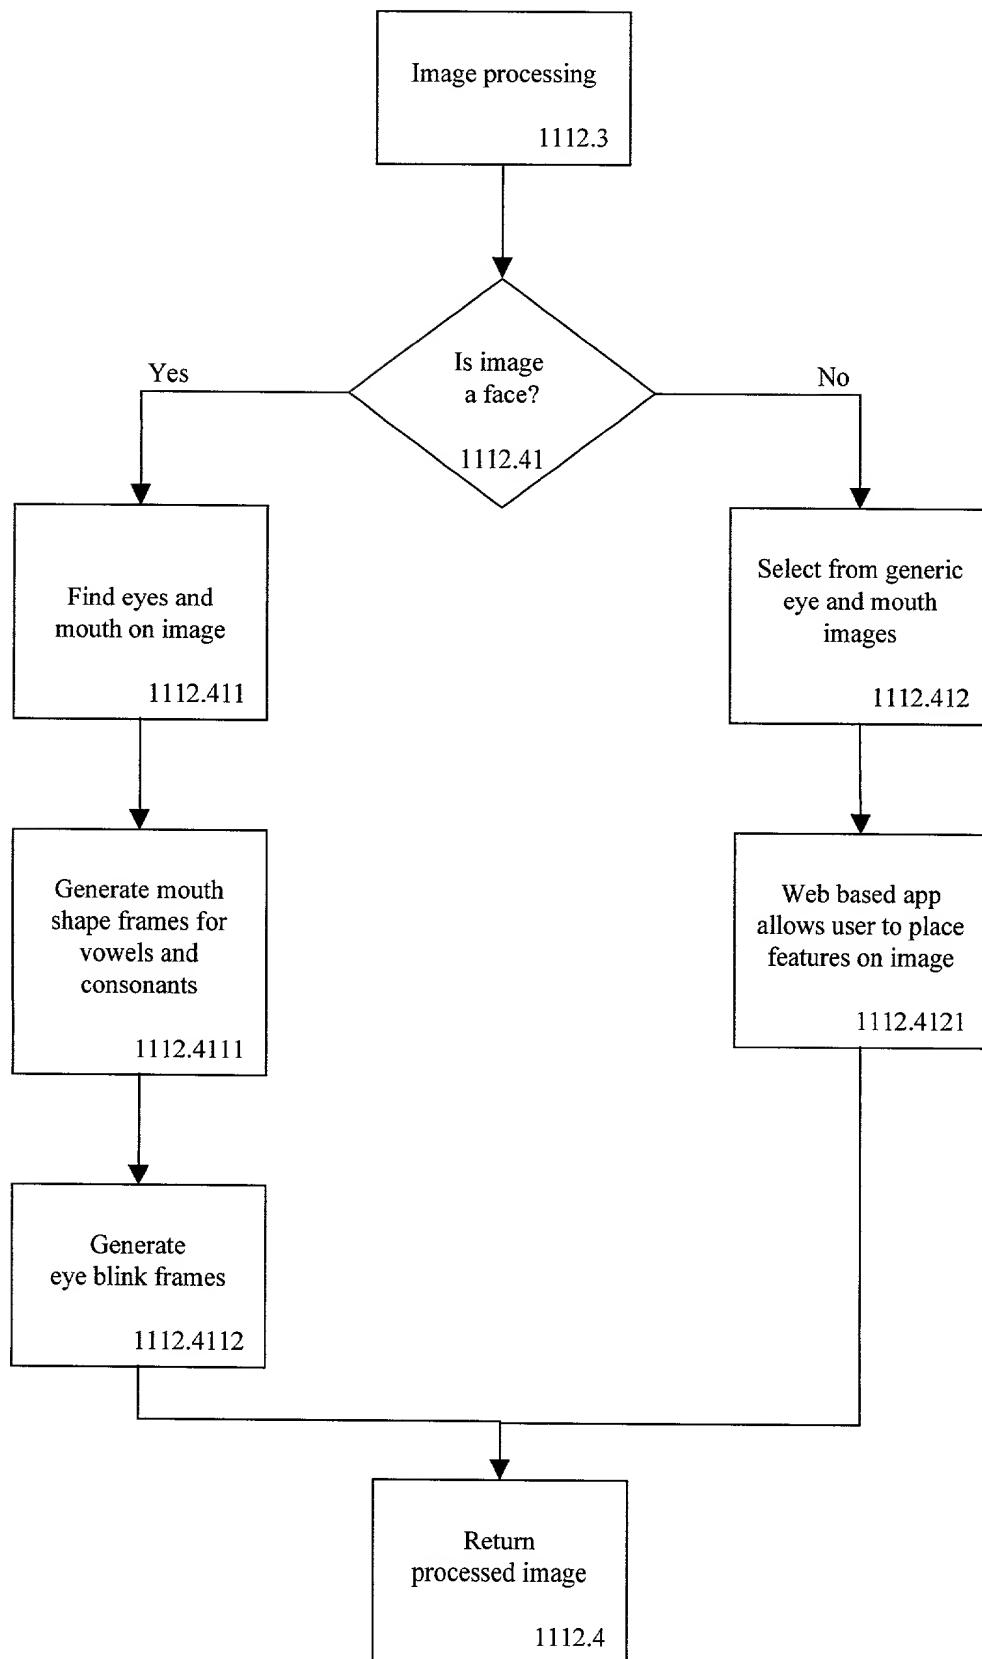 Image processing
1112.3
Is image
a face?
1112.41
Yes
No
Find eyes and
mouth on image
1112.411
Select from generic
eye and mouth
images
1112.412
Generate mouth
shape frames for
vowels and
consonants
1112.4111
Web based app
allows user to place
features on image
1112.4121
Generate
eye blink frames
1112.4112
Return
processed image
1112.4